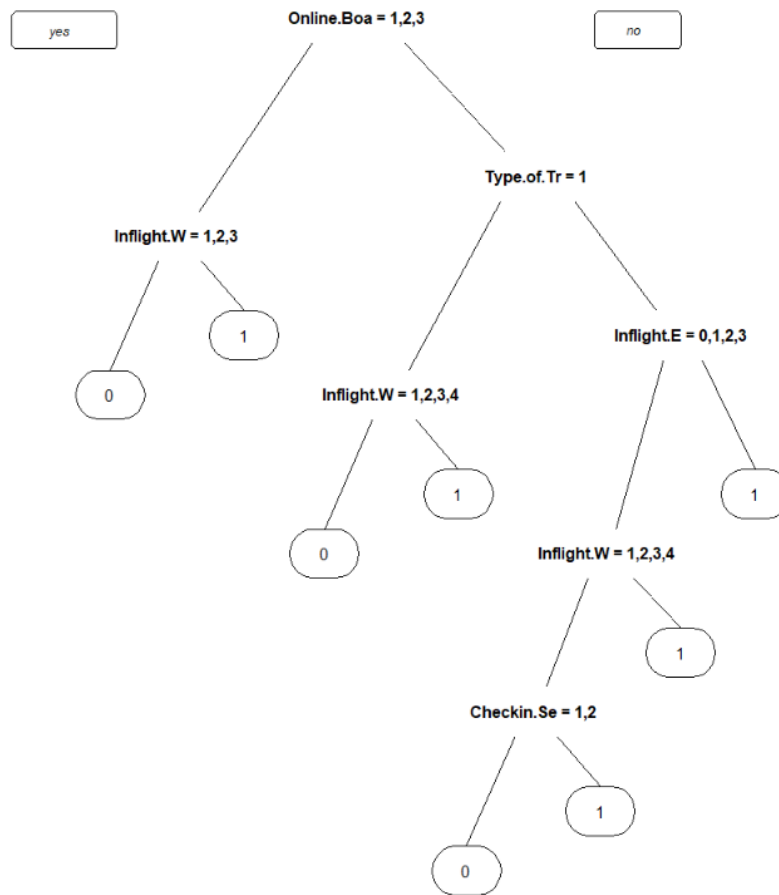 Online.Boa = 1,2,3
yes
no
Type.of.Tr = 1
Inflight.W = 1,2,3
1
Inflight.E = 0,1,2,3
0
Inflight.W = 1,2,3,4
1
1
0
Inflight.W = 1,2,3,4
1
Checkin.Se = 1,2
1
0